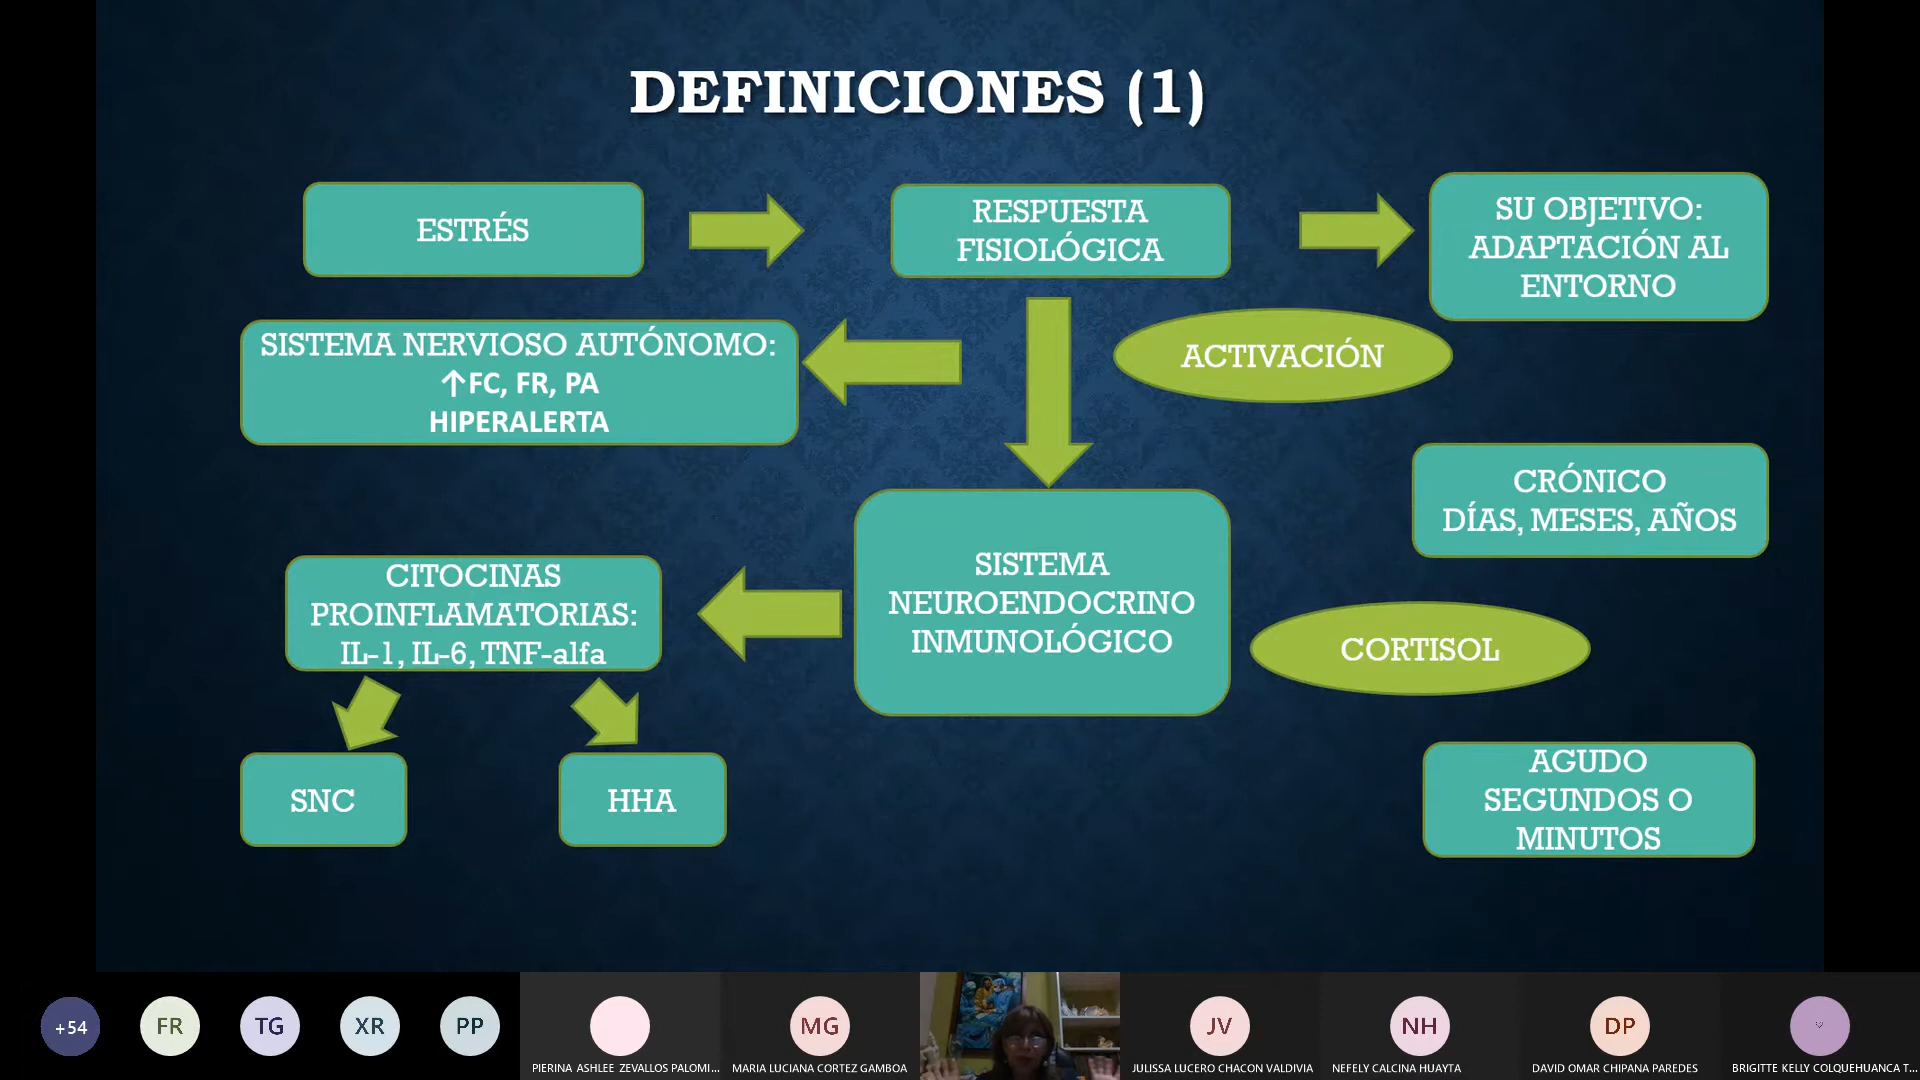 DEFINICIONES (1)
ESTRÉS
RESPUESTA
FISIOLÓGICA
SU OBJETIVO:
ADAPTACIÓN AL
ENTORNO
SISTEMA NERVIOSO AUTÓNOMO:
↑FC, FR, PA
HIPERALERTA
ACTIVACIÓN
CRÓNICO
DÍAS, MESES, AÑOS
CITOCINAS
PROINFLAMATORIAS:
IL-1, IL-6, TNF-alfa
SISTEMA
NEUROENDOCRINO
INMUNOLÓGICO
CORTISOL
SNC
HHA
AGUDO
SEGUNDOS O
MINUTOS
+54
FR
TG
XR
PP
MG
JV
NH
DP
PIERINA ASHLEE ZEVALLOS PALOMI...
MARIA LUCIANA CORTEZ GAMBOA
JULISSA LUCERO CHACON VALDIVIA
NEFELY CALCINA HUAYTA
DAVID OMAR CHIPANA PAREDES
BRIGITTE KELLY COLQUEHUANCA T...